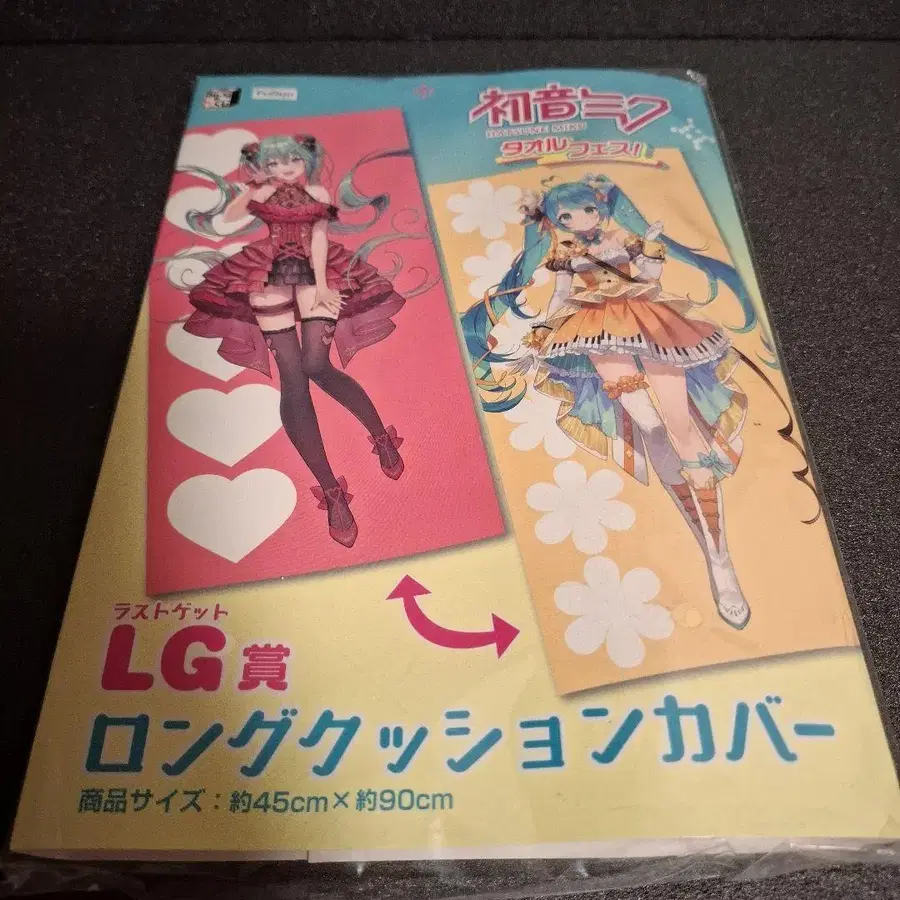 FuRyu
初音ミク
HATSUNE MIKU
タオルフェス!
ラストゲット
LG賞
ロングクッションカバー
商品サイズ:約45cm×約90cm